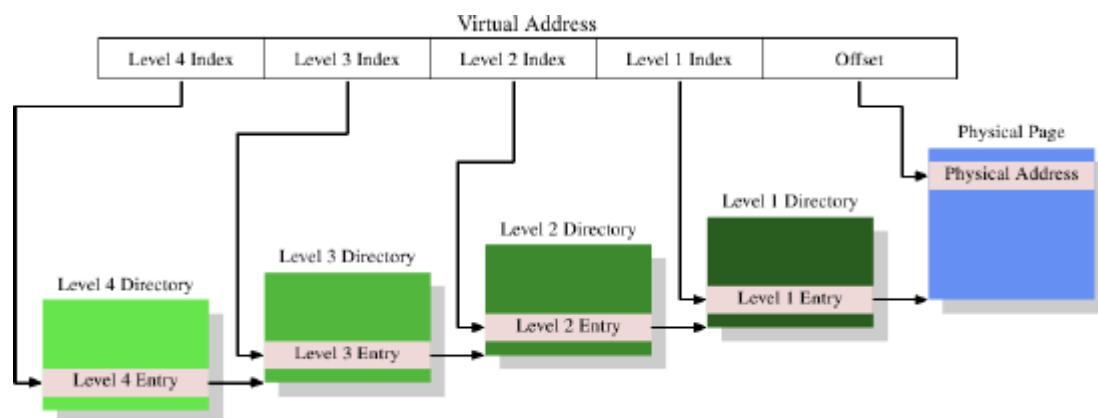 Virtual Address
Level 4 Index
Level 3 Index
Level 2 Index
Level 1 Index
Offset
Physical Page
Physical Address
Level 1 Directory
Level 1 Entry
Level 2 Directory
Level 2 Entry
Level 3 Directory
Level 3 Entry
Level 4 Directory
Level 4 Entry